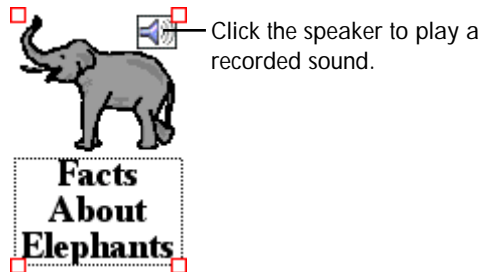 Click the speaker to play a
recorded sound.
Facts
About
Elephants